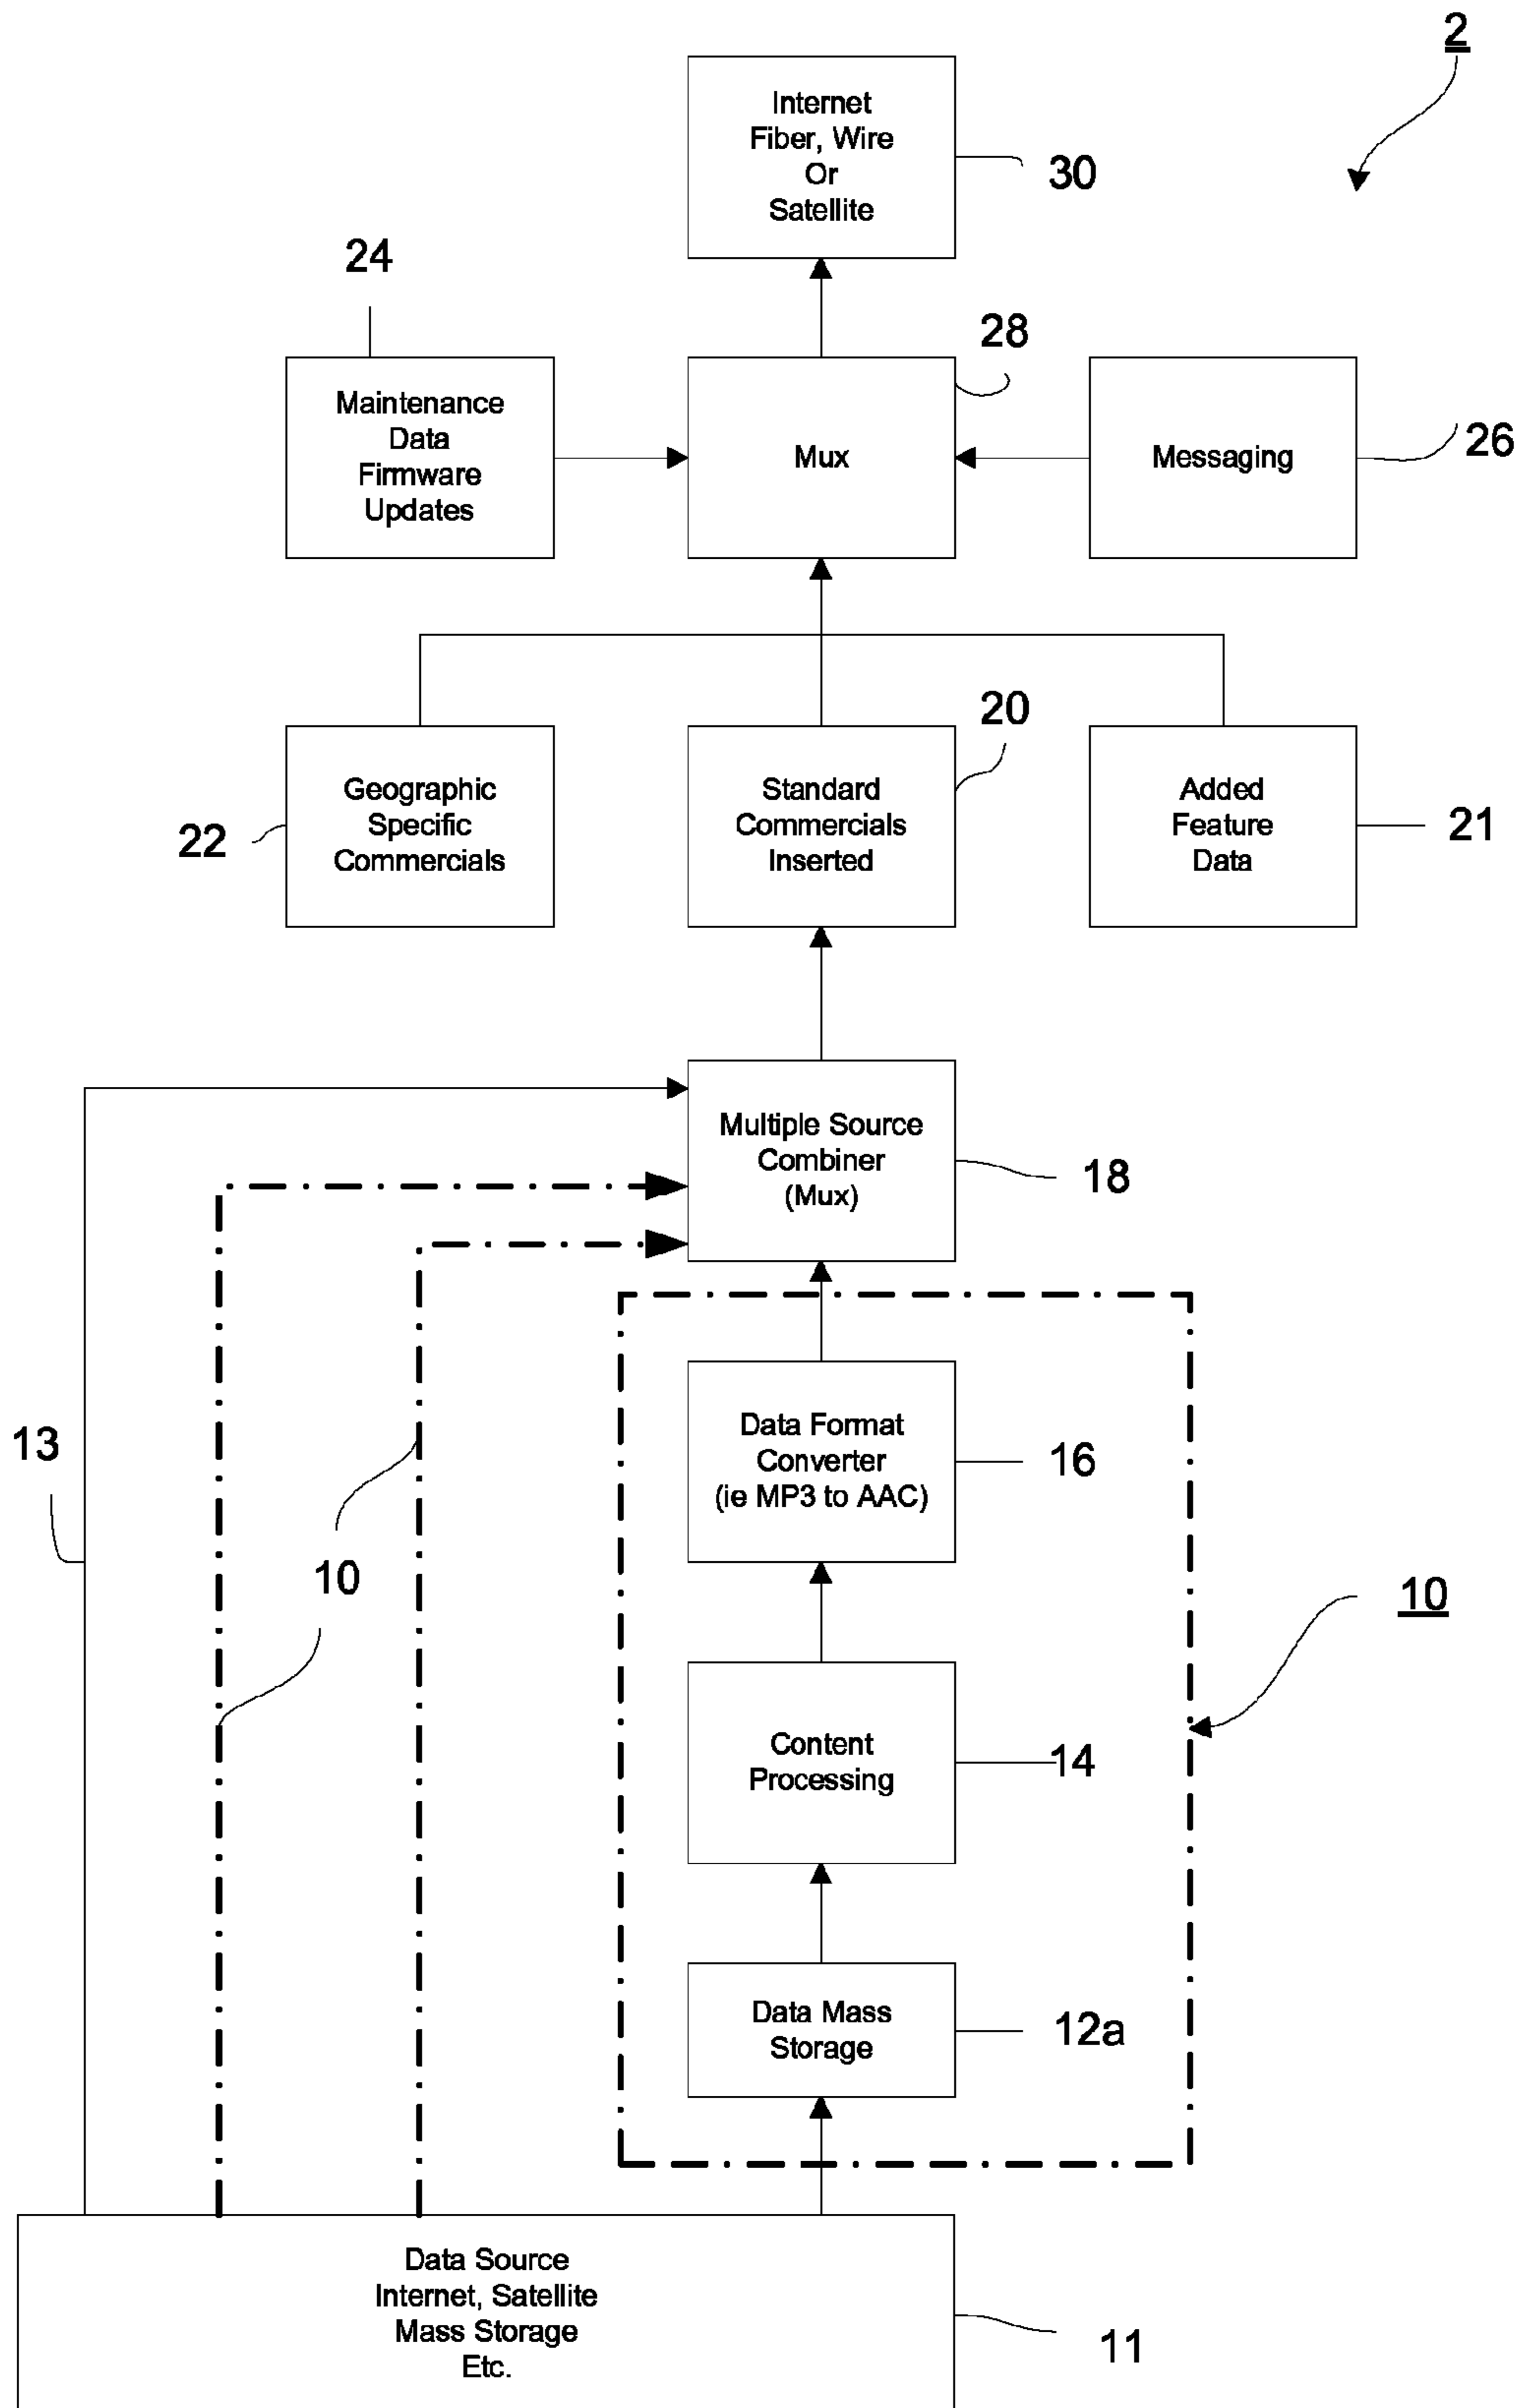 2
Internet
Fiber, Wire
Or
Satellite
30
24
28
Maintenance
Data
Firmware
Updates
Mux
Messaging
26
20
Geographic
Specific
Commercials
22
Standard
Commercials
Inserted
Added
Feature
Data
21
Multiple Source
Combiner
(Mux)
18
13
Data Format
Converter
(ie MP3 to AAC)
16
10
10
Content
Processing
14
Data Mass
Storage
12a
Data Source
Internet, Satellite
Mass Storage
Etc.
11